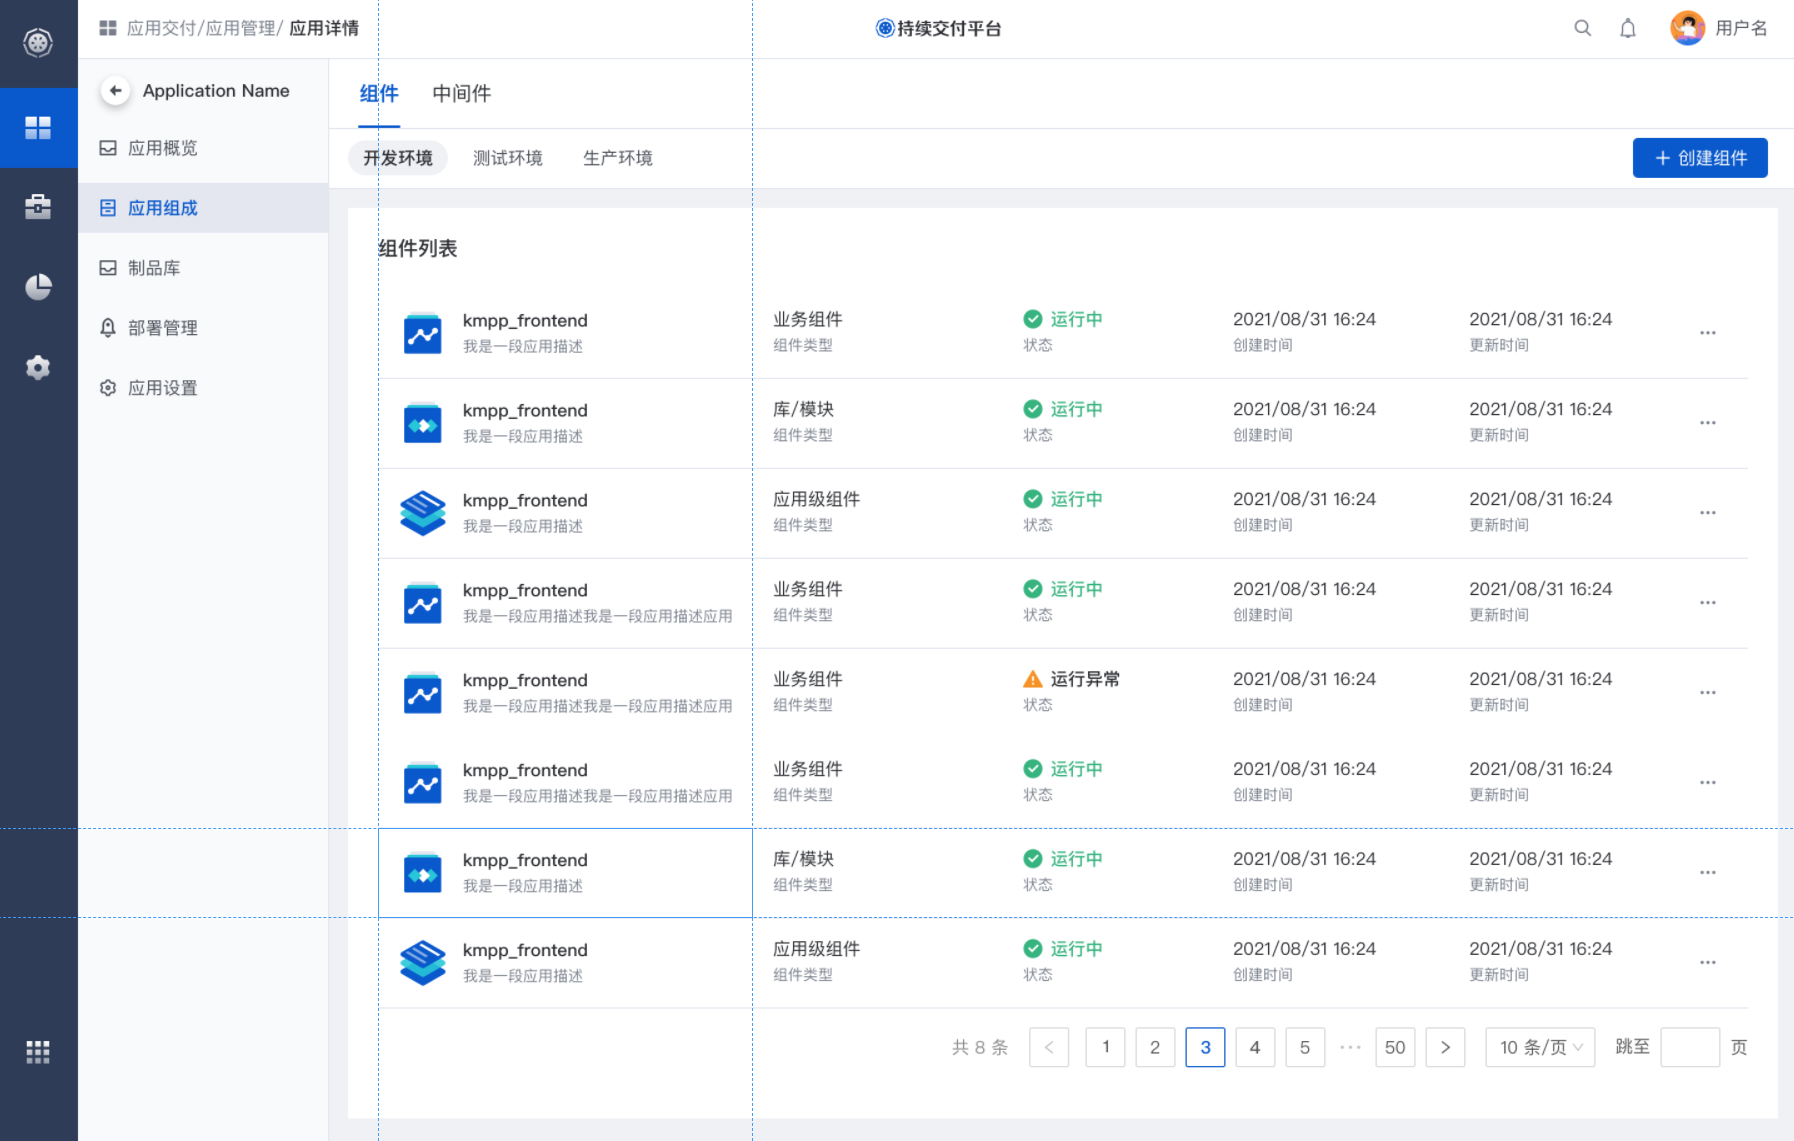 应用交付/应用管理/ 应用详情
持续交付平台
用户名
Application Name
应用概览
应用组成
制品库
部署管理
应用设置
组件 中间件
开发环境 测试环境 生产环境
+ 创建组件
组件列表
kmpp_frontend 业务组件 运行中 2021/08/31 16:24 2021/08/31 16:24 ···
我是一段应用描述 组件类型 状态 创建时间 更新时间
kmpp_frontend 库/模块 运行中 2021/08/31 16:24 2021/08/31 16:24 ···
我是一段应用描述 组件类型 状态 创建时间 更新时间
kmpp_frontend 应用级组件 运行中 2021/08/31 16:24 2021/08/31 16:24 ···
我是一段应用描述 组件类型 状态 创建时间 更新时间
kmpp_frontend 业务组件 运行中 2021/08/31 16:24 2021/08/31 16:24 ···
我是一段应用描述我是一段应用描述应用 组件类型 状态 创建时间 更新时间
kmpp_frontend 业务组件 运行异常 2021/08/31 16:24 2021/08/31 16:24 ···
我是一段应用描述我是一段应用描述应用 组件类型 状态 创建时间 更新时间
kmpp_frontend 业务组件 运行中 2021/08/31 16:24 2021/08/31 16:24 ···
我是一段应用描述我是一段应用描述应用 组件类型 状态 创建时间 更新时间
kmpp_frontend 库/模块 运行中 2021/08/31 16:24 2021/08/31 16:24 ···
我是一段应用描述 组件类型 状态 创建时间 更新时间
kmpp_frontend 应用级组件 运行中 2021/08/31 16:24 2021/08/31 16:24 ···
我是一段应用描述 组件类型 状态 创建时间 更新时间
共 8 条 < 1 2 3 4 5 ··· 50 > 10 条/页 跳至 页